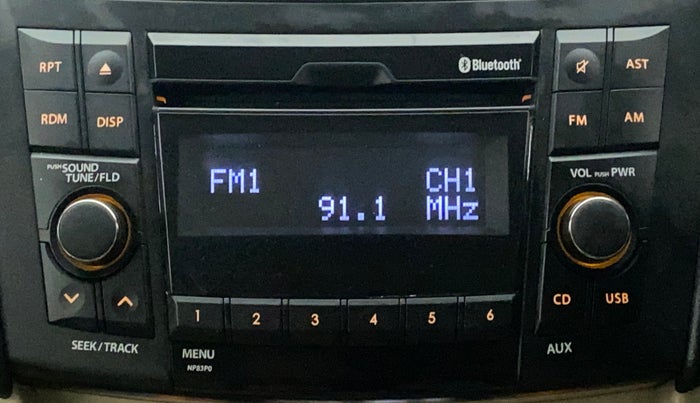 RPT
Bluetooth®
AST
RDM
DISP
FM
AM
PUSH SOUND
TUNE/FLD
VOL PUSH PWR
FM1 CH1
91.1 MHz
CD
USB
1 2 3 4 5 6
SEEK/TRACK
MENU
AUX
NP83P0